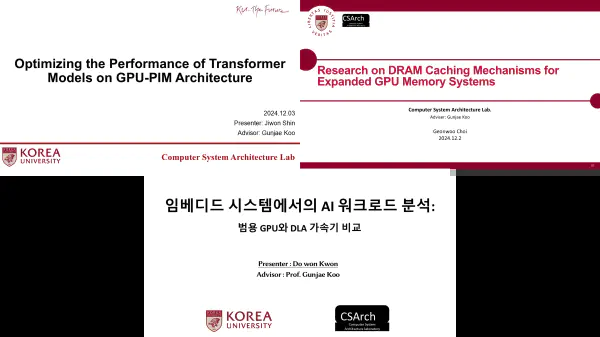 Optimizing the Performance of Transformer
Models on GPU-PIM Architecture
2024.12.03
Presenter: Jiwon Shin
Advisor: Gunjae Koo
KOREA
UNIVERSITY
Computer System Architecture Lab
CSArch
Research on DRAM Caching Mechanisms for
Expanded GPU Memory Systems
Computer System Architecture Lab.
Advisor: Gunjae Koo
Geonwoo Choi
2024.12.2
임베디드 시스템에서의 AI 워크로드 분석:
범용 GPU와 DLA 가속기 비교
Presenter : Do won Kwon
Advisor : Prof. Gunjae Koo
KOREA
UNIVERSITY
CSArch
Computer System
Architecture Laboratory